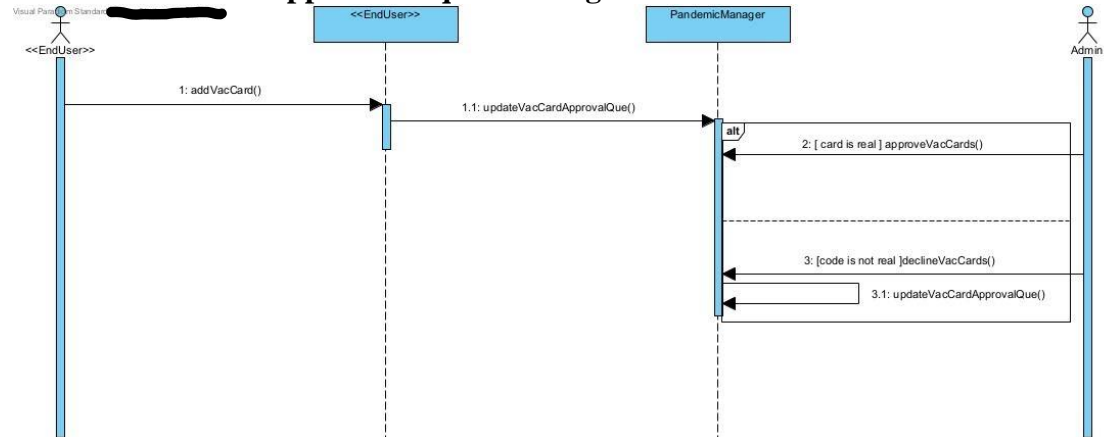 Visual Paradigm Standard
<<EndUser>>
<<EndUser>>
PandemicManager
Admin
1: addVacCard()
1.1: updateVacCardApprovalQue()
alt
2: [ card is real ] approveVacCards()
3: [code is not real ]declineVacCards()
3.1: updateVacCardApprovalQue()